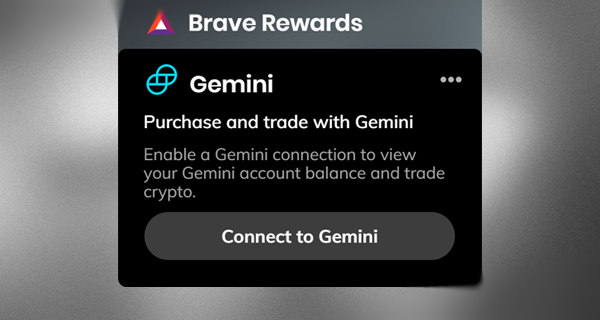 Brave Rewards
Gemini
Purchase and trade with Gemini
Enable a Gemini connection to view
your Gemini account balance and trade
crypto.
Connect to Gemini